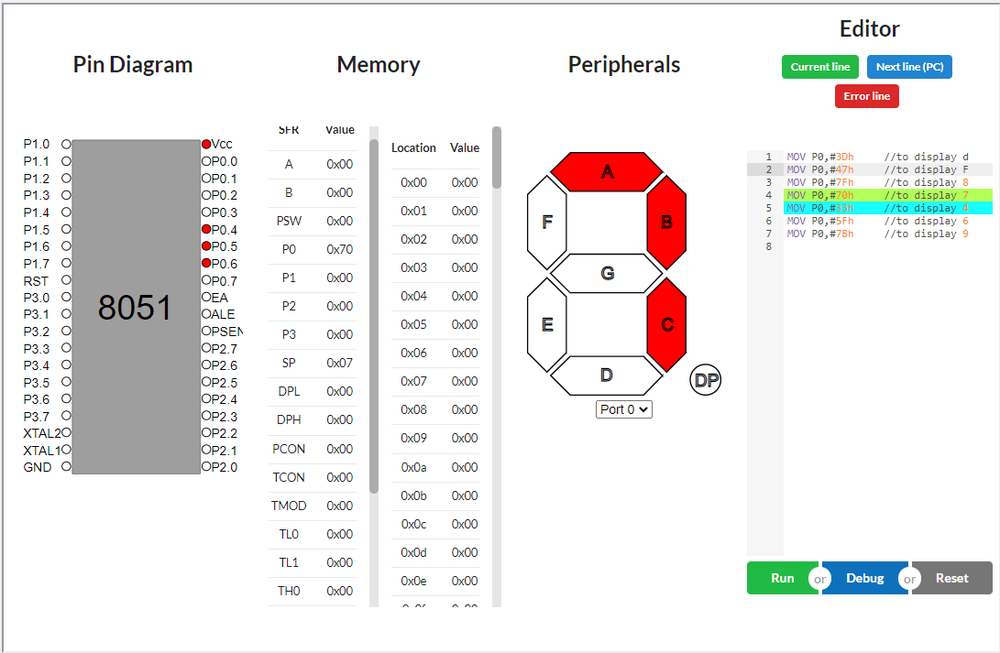 Editor
Pin Diagram
Memory
Peripherals
Current line
Next line (PC)
Error line
P1.0
P1.1
P1.2
P1.3
P1.4
P1.5
P1.6
P1.7
RST
P3.0
P3.1
P3.2
P3.3
P3.4
P3.5
P3.6
P3.7
XTAL2
XTAL1
GND
8051
Vcc
P0.0
P0.1
P0.2
P0.3
P0.4
P0.5
P0.6
P0.7
EA
ALE
PSEN
P2.7
P2.6
P2.5
P2.4
P2.3
P2.2
P2.1
P2.0
SFR Value
A 0x00
B 0x00
PSW 0x00
P0 0x70
P1 0x00
P2 0x00
P3 0x00
SP 0x07
DPL 0x00
DPH 0x00
PCON 0x00
TCON 0x00
TMOD 0x00
TL0 0x00
TL1 0x00
TH0 0x00
Location Value
0x00 0x00
0x01 0x00
0x02 0x00
0x03 0x00
0x04 0x00
0x05 0x00
0x06 0x00
0x07 0x00
0x08 0x00
0x09 0x00
0x0a 0x00
0x0b 0x00
0x0c 0x00
0x0d 0x00
0x0e 0x00
A
F
B
G
E
C
D
DP
Port 0
1 MOV P0,#3Dh //to display d
2 MOV P0,#47h //to display F
3 MOV P0,#7Fh //to display 8
4 MOV P0,#70h //to display 7
5 MOV P0,#33h //to display 4
6 MOV P0,#5Fh //to display 6
7 MOV P0,#7Bh //to display 9
8
Run or Debug or Reset